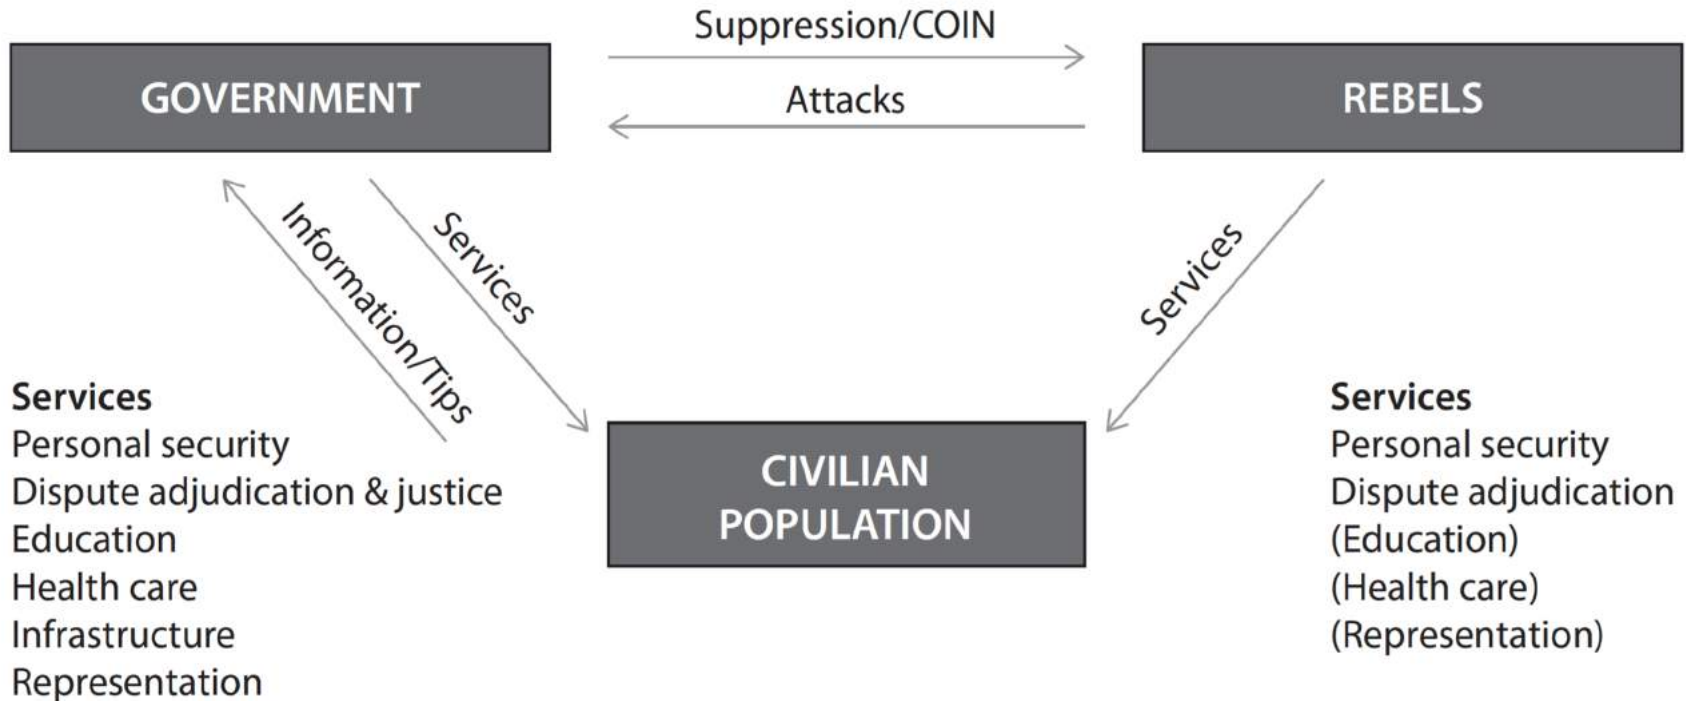 Suppression/COIN
GOVERNMENT
Attacks
REBELS
Information/Tips
Services
Services
Services
Personal security
Dispute adjudication & justice
Education
Health care
Infrastructure
Representation
CIVILIAN
POPULATION
Services
Personal security
Dispute adjudication
(Education)
(Health care)
(Representation)